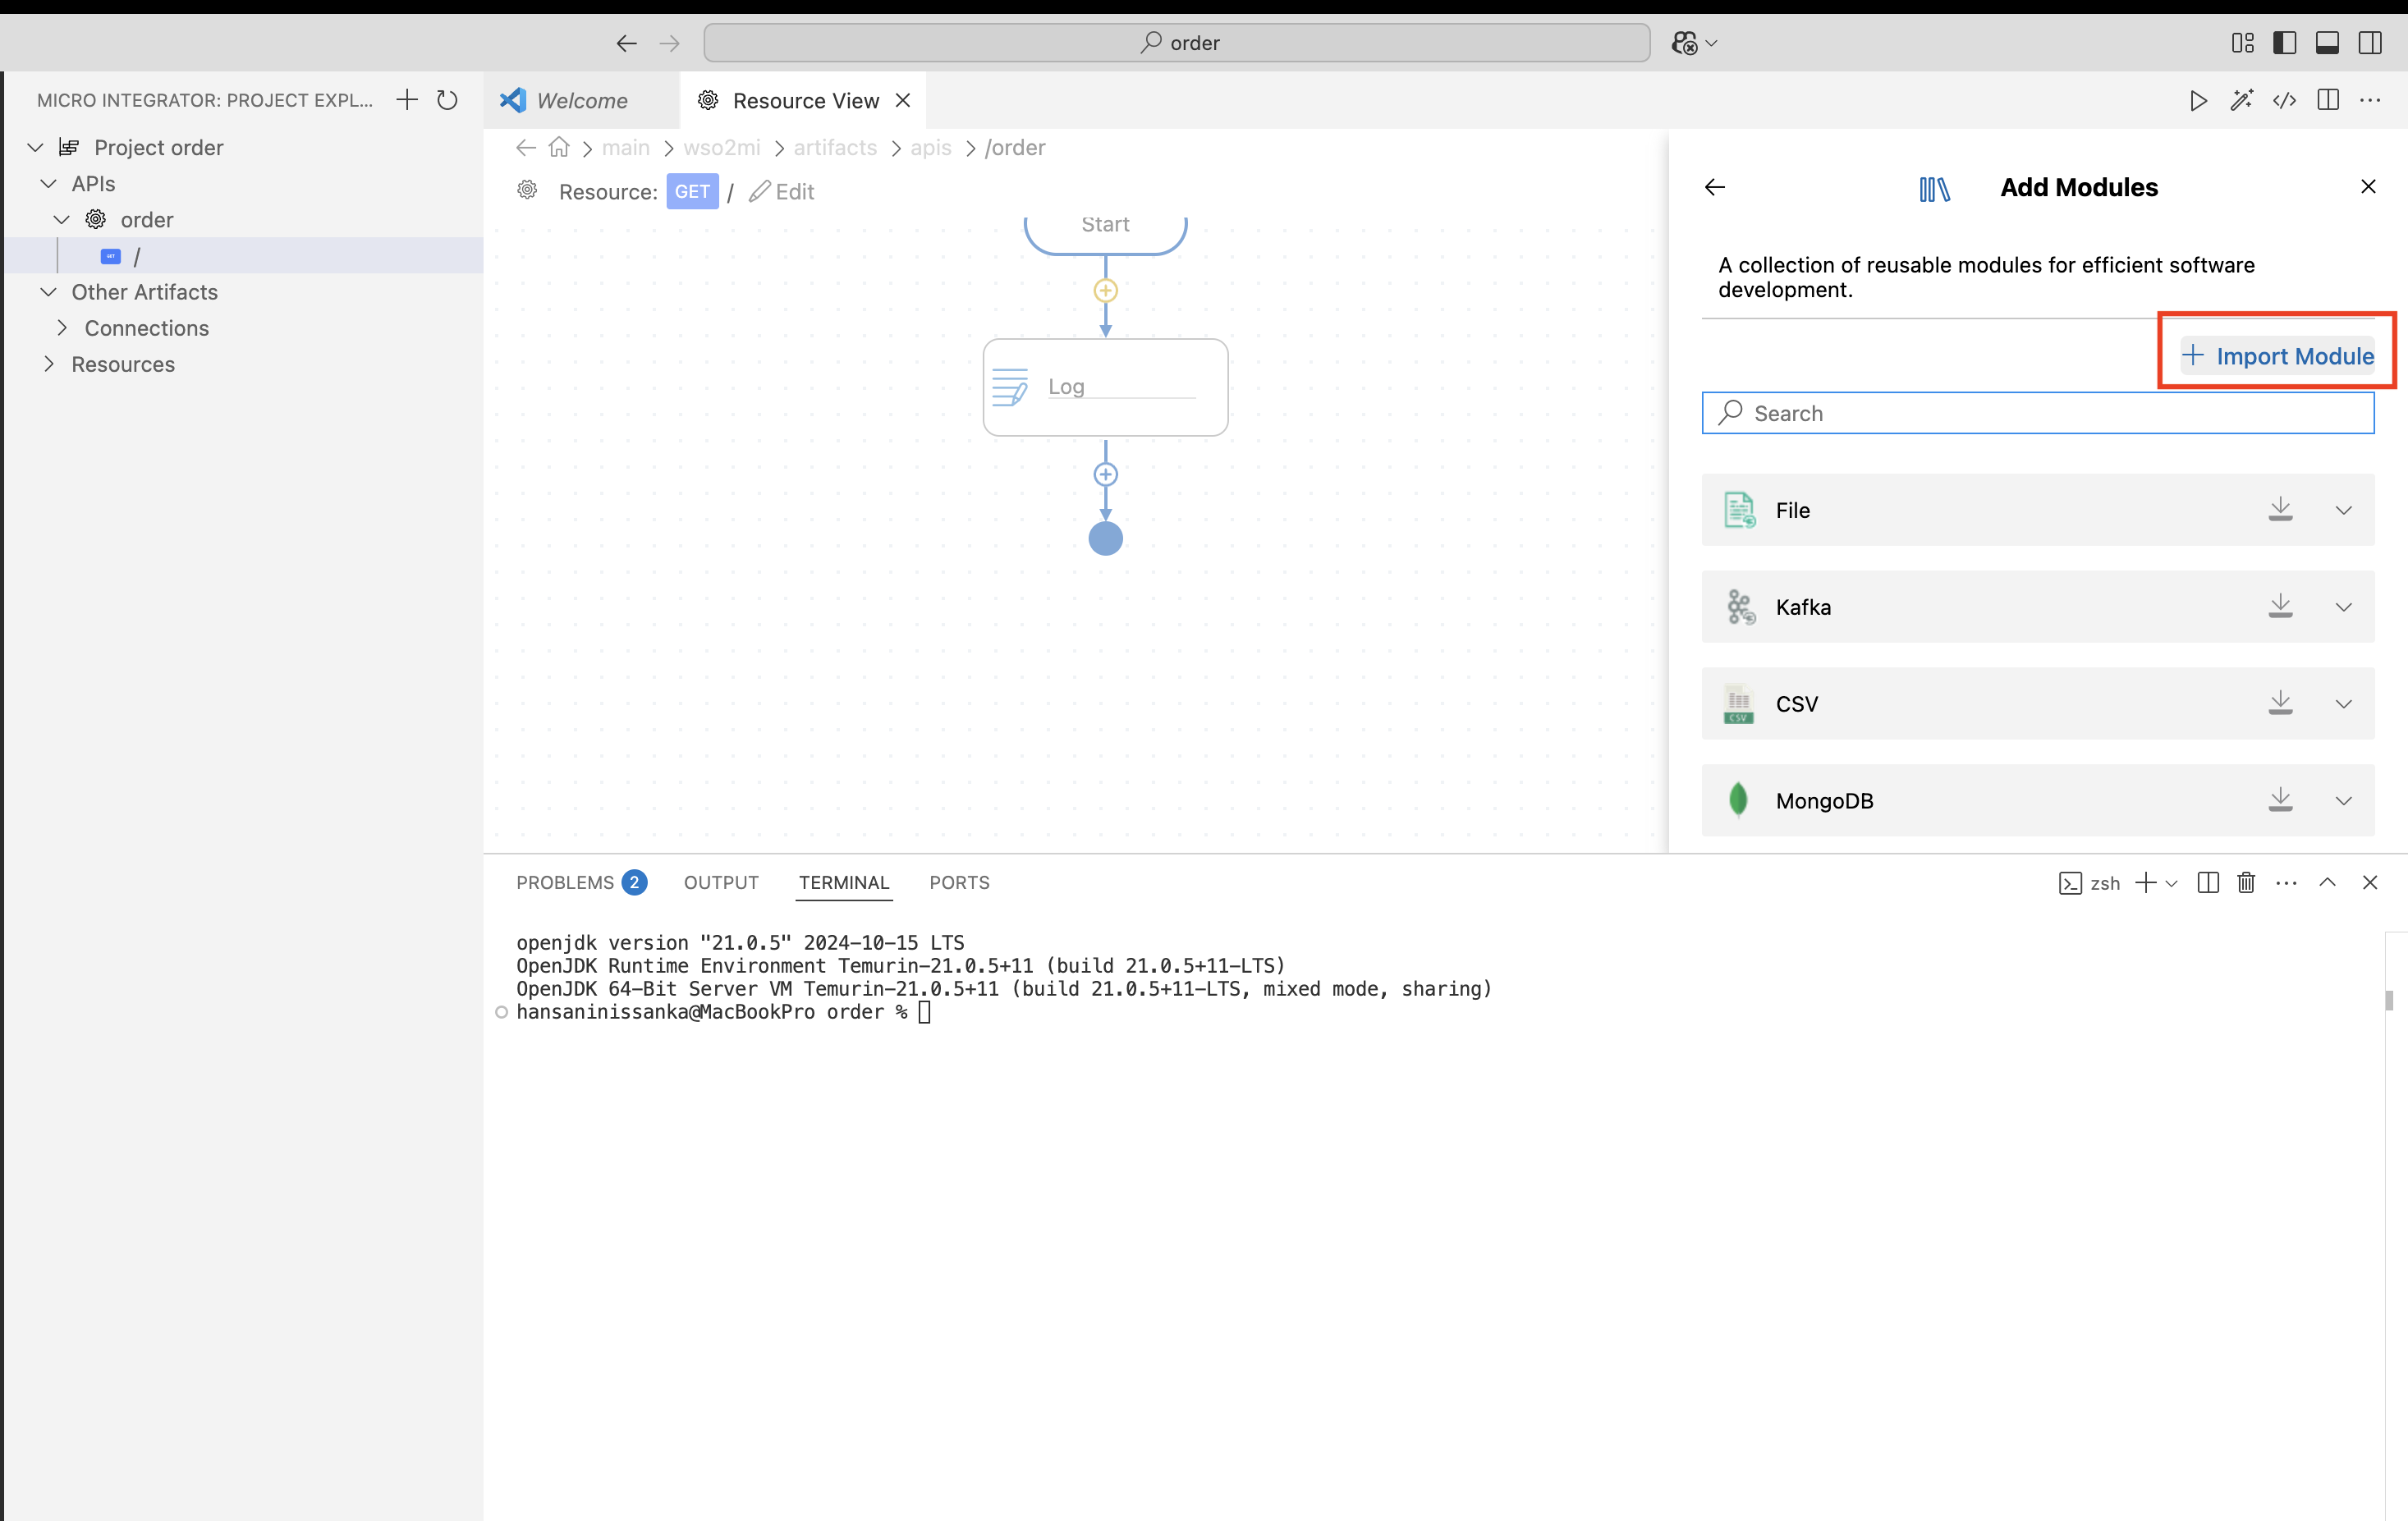 order
MICRO INTEGRATOR: PROJECT EXPL...
Project order
APIs
order
/
Other Artifacts
Connections
Resources
Welcome
Resource View
main > wso2mi > artifacts > apis > /order
Resource: GET / Edit
Start
Log
Add Modules
A collection of reusable modules for efficient software
development.
Import Module
Search
File
Kafka
CSV
CSV
MongoDB
PROBLEMS 2 OUTPUT TERMINAL PORTS
zsh
openjdk version "21.0.5" 2024-10-15 LTS
OpenJDK Runtime Environment Temurin-21.0.5+11 (build 21.0.5+11-LTS)
OpenJDK 64-Bit Server VM Temurin-21.0.5+11 (build 21.0.5+11-LTS, mixed mode, sharing)
hansaninissanka@MacBookPro order %